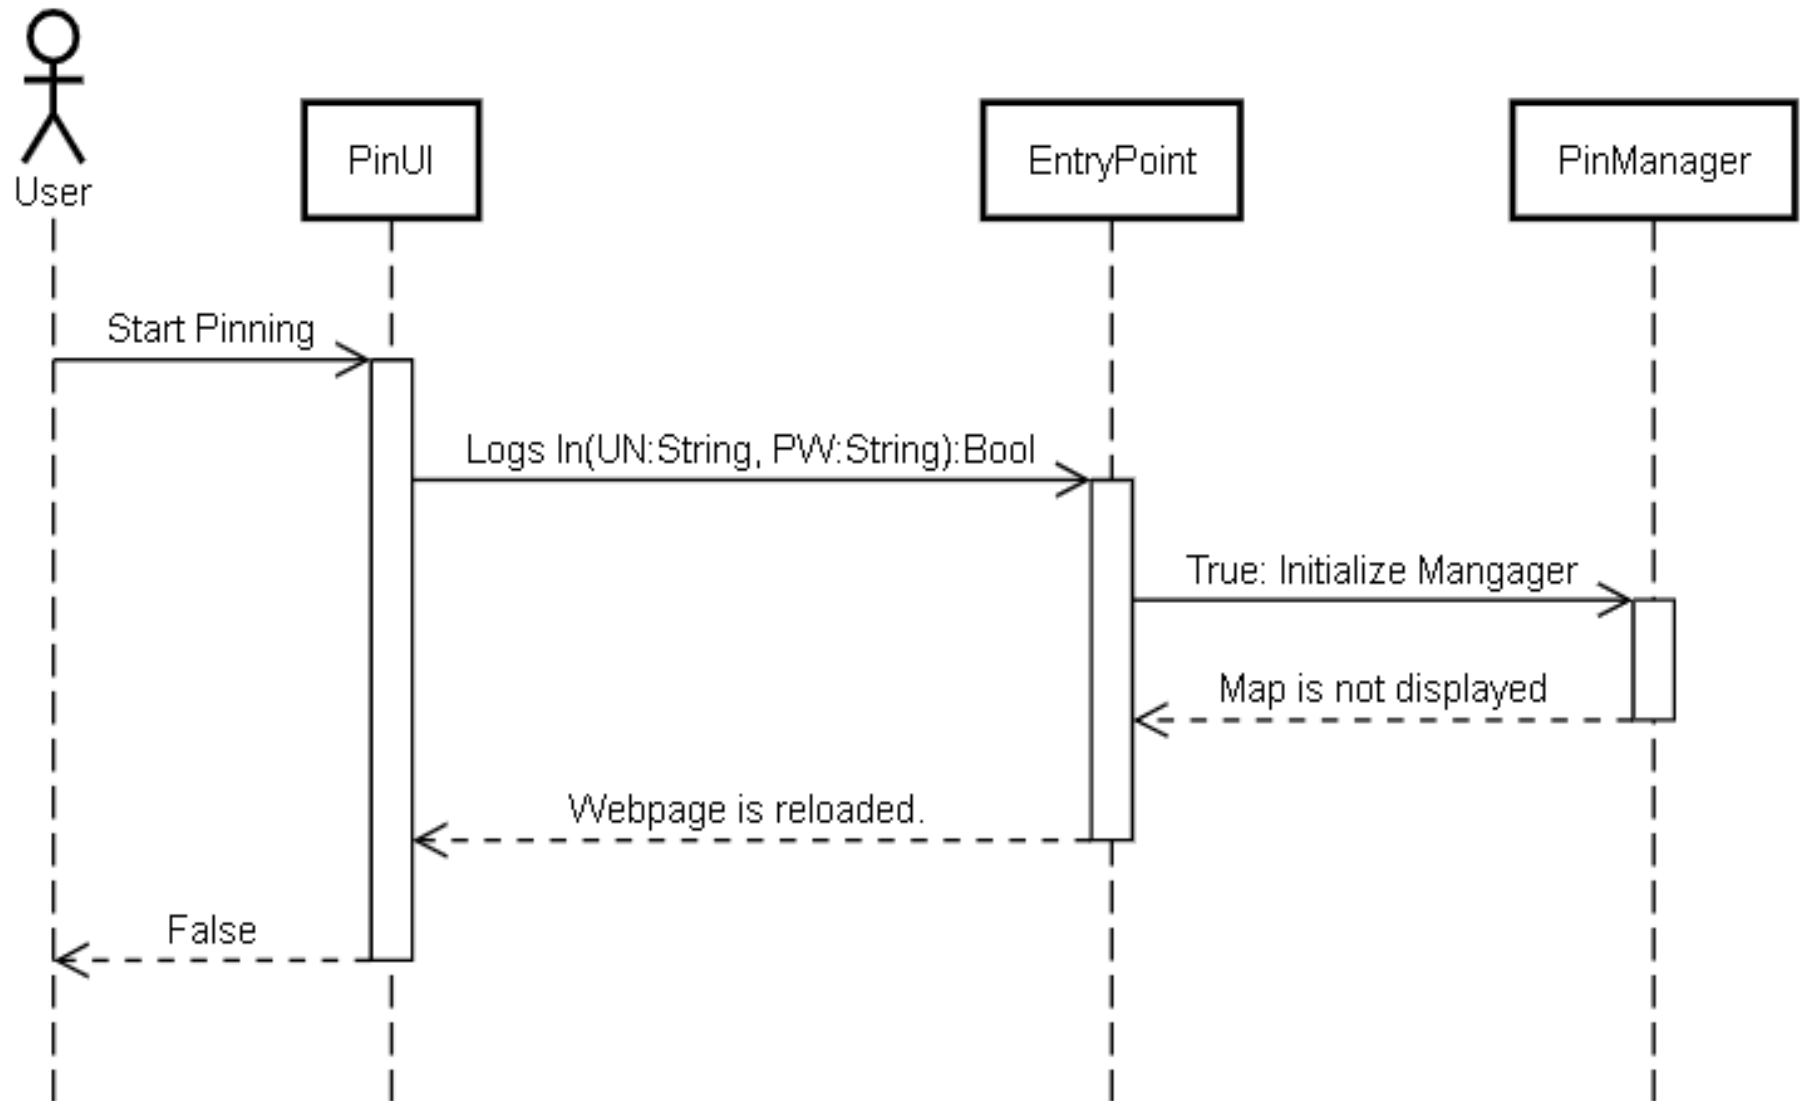 User
PinUI
EntryPoint
PinManager
Start Pinning
Logs In(UN:String, PW:String):Bool
True: Initialize Mangager
Map is not displayed
Webpage is reloaded.
False